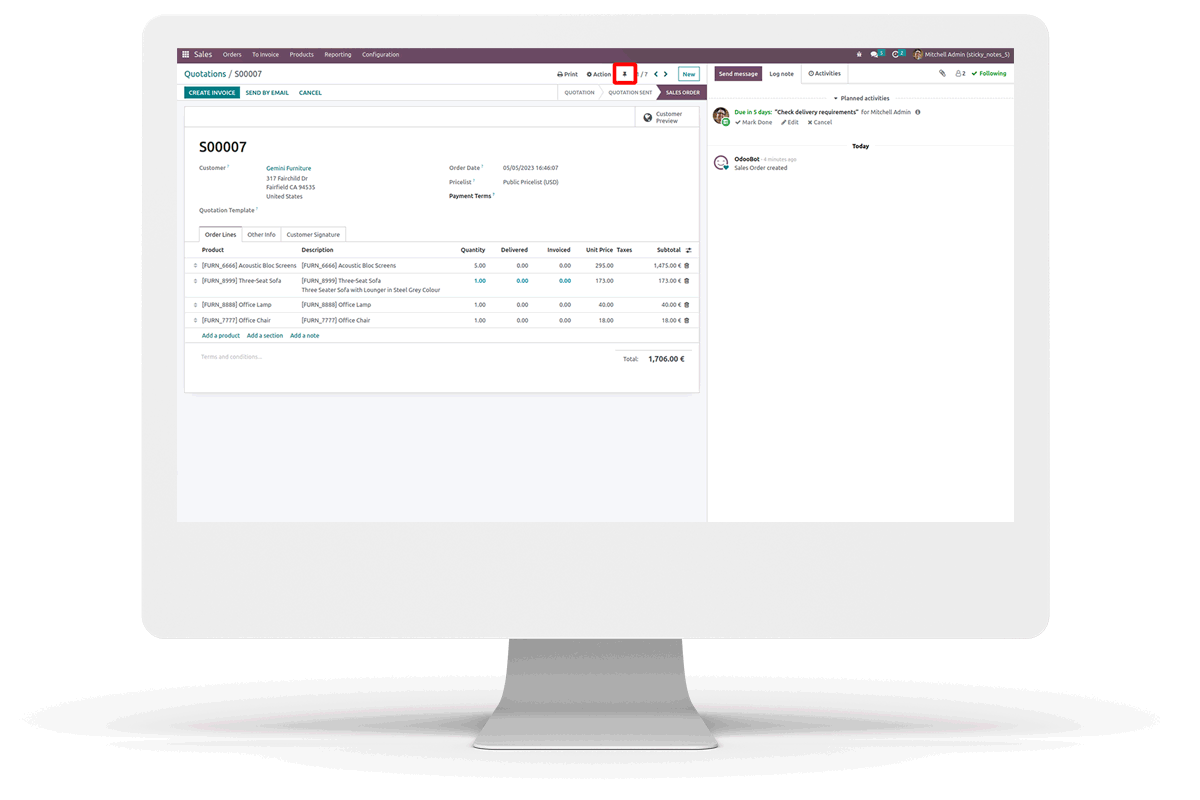 Sales Orders To Invoice Products Reporting Configuration 3 2 Mitchell Admin (sticky_notes_5)
Quotations / S00007 Print Action / 7 New Send message Log note Activities 2 Following
CREATE INVOICE SEND BY EMAIL CANCEL QUOTATION QUOTATION SENT SALES ORDER
Planned activities
Customer
Preview
Due in 5 days: "Check delivery requirements" for Mitchell Admin
Mark Done Edit Cancel
Today
OdooBot - 4 minutes ago
Sales Order created
S00007
Customer ? Gemini Furniture
317 Fairchild Dr
Fairfield CA 94535
United States
Order Date ? 05/05/2023 16:46:07
Pricelist ? Public Pricelist (USD)
Payment Terms ?
Quotation Template ?
Order Lines Other Info Customer Signature
Product Description Quantity Delivered Invoiced Unit Price Taxes Subtotal
[FURN_6666] Acoustic Bloc Screens [FURN_6666] Acoustic Bloc Screens 5.00 0.00 0.00 295.00 1,475.00 €
[FURN_8999] Three-Seat Sofa [FURN_8999] Three-Seat Sofa 1.00 0.00 0.00 173.00 173.00 €
Three Seater Sofa with Lounger in Steel Grey Colour
[FURN_8888] Office Lamp [FURN_8888] Office Lamp 1.00 0.00 0.00 40.00 40.00 €
[FURN_7777] Office Chair [FURN_7777] Office Chair 1.00 0.00 0.00 18.00 18.00 €
Add a product Add a section Add a note
Terms and conditions...
Total: 1,706.00 €